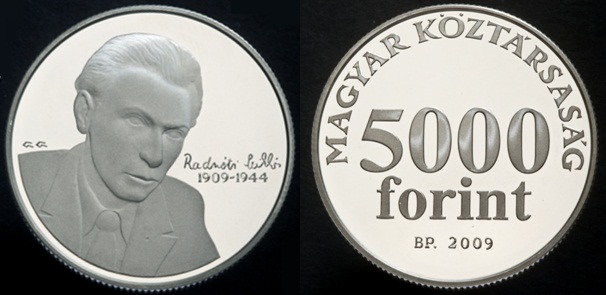 Radnóti Miklós
1909-1944
MAGYAR KÖZTÁRSASÁG
5000
forint
BP. 2009